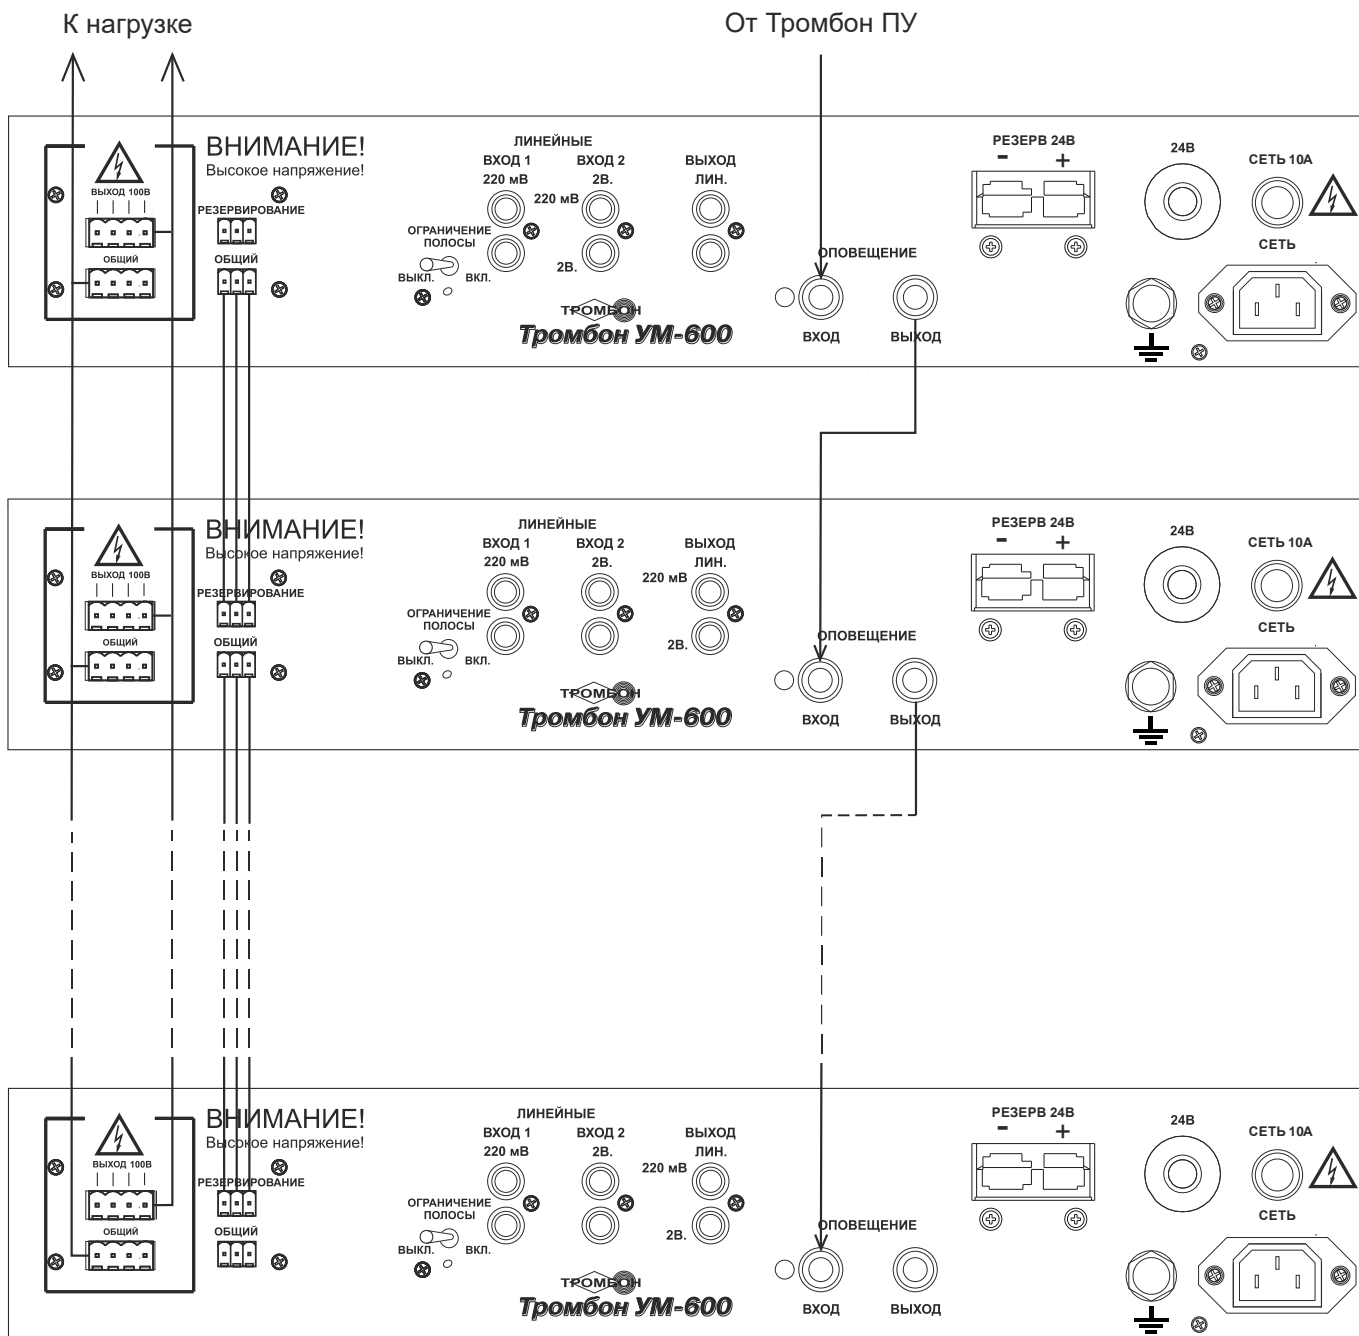 К нагрузке
От Тромбон ПУ
ВНИМАНИЕ!
Высокое напряжение!
ВЫХОД 100В
ОБЩИЙ
РЕЗЕРВИРОВАНИЕ
ОБЩИЙ
ОГРАНИЧЕНИЕ
ПОЛОСЫ
ВЫКЛ.
ВКЛ.
ЛИНЕЙНЫЕ
ВХОД 1
220 мВ
ВХОД 2
2В.
220 мВ
2В.
ВЫХОД
ЛИН.
ТРОМБОН
Тромбон УМ-600
ОПОВЕЩЕНИЕ
ВХОД
ВЫХОД
РЕЗЕРВ 24В
- +
24В
СЕТЬ 10А
СЕТЬ
ВНИМАНИЕ!
Высокое напряжение!
ВЫХОД 100В
ОБЩИЙ
РЕЗЕРВИРОВАНИЕ
ОБЩИЙ
ОГРАНИЧЕНИЕ
ПОЛОСЫ
ВЫКЛ.
ВКЛ.
ЛИНЕЙНЫЕ
ВХОД 1
220 мВ
ВХОД 2
2В.
ВЫХОД
ЛИН.
220 мВ
2В.
ТРОМБОН
Тромбон УМ-600
ОПОВЕЩЕНИЕ
ВХОД
ВЫХОД
РЕЗЕРВ 24В
- +
24В
СЕТЬ 10А
СЕТЬ
ВНИМАНИЕ!
Высокое напряжение!
ВЫХОД 100В
ОБЩИЙ
РЕЗЕРВИРОВАНИЕ
ОБЩИЙ
ОГРАНИЧЕНИЕ
ПОЛОСЫ
ВЫКЛ.
ВКЛ.
ЛИНЕЙНЫЕ
ВХОД 1
220 мВ
ВХОД 2
2В.
ВЫХОД
ЛИН.
220 мВ
2В.
ТРОМБОН
Тромбон УМ-600
ОПОВЕЩЕНИЕ
ВХОД
ВЫХОД
РЕЗЕРВ 24В
- +
24В
СЕТЬ 10А
СЕТЬ